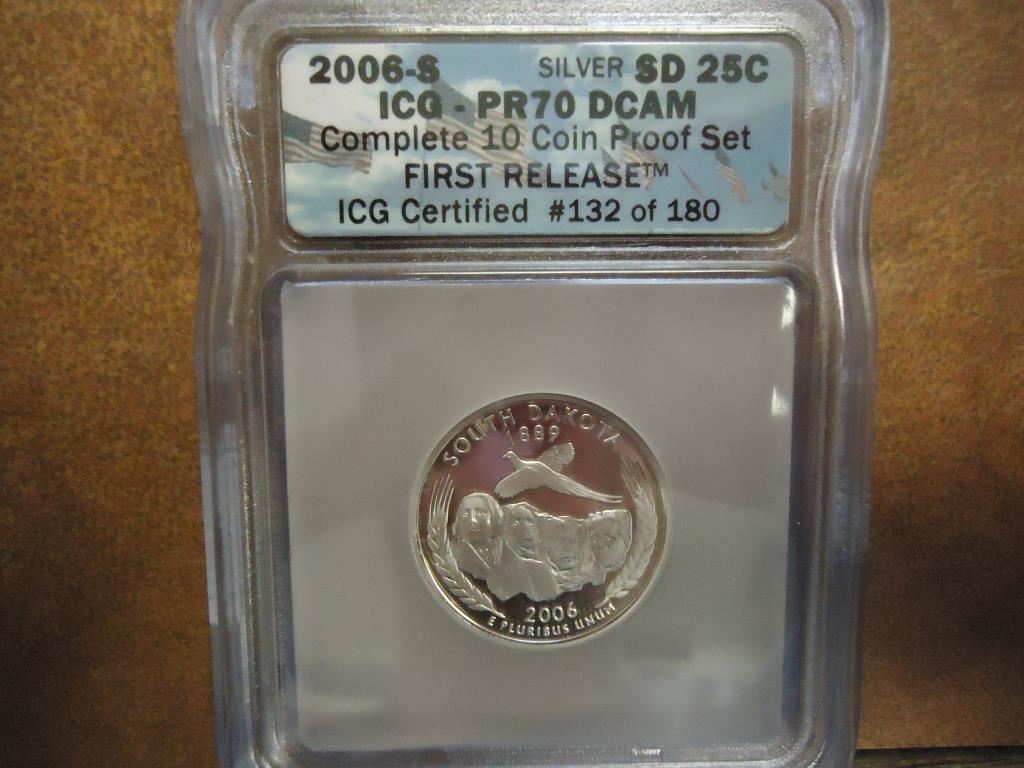 2006-S SILVER SD 25C
ICG - PR70 DCAM
Complete 10 Coin Proof Set
FIRST RELEASE™
ICG Certified #132 of 180
SOUTH DAKOTA
1889
2006
E PLURIBUS UNUM